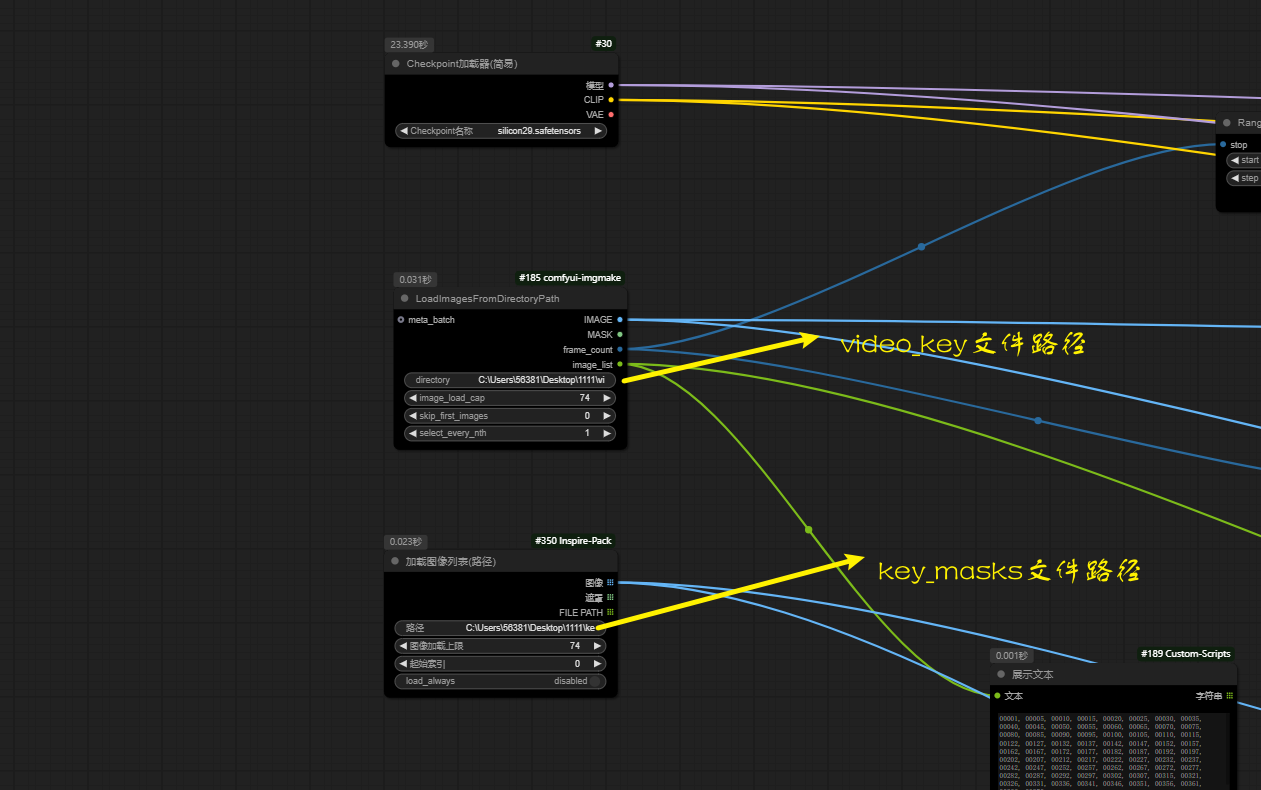 23.390秒
#30
Checkpoint加载器(简易)
模型
CLIP
VAE
Checkpoint名称 silicon29.safetensors
Rang
stop
start
step
0.031秒
#185 comfyui-imgmake
LoadImagesFromDirectoryPath
meta_batch
IMAGE
MASK
frame_count
image_list
directory C:\Users\56381\Desktop\1111\vi
image_load_cap 74
skip_first_images 0
select_every_nth 1
video_key文件路径
0.023秒
#350 Inspire-Pack
加载图像列表(路径)
图像
遮罩
FILE PATH
路径 C:\Users\56381\Desktop\1111\ke
图像加载上限 74
起始索引 0
load_always disabled
key_masks文件路径
0.001秒
#189 Custom-Scripts
展示文本
文本
字符串
00001, 00005, 00010, 00015, 00020, 00025, 00030, 00035,
00040, 00045, 00050, 00055, 00060, 00065, 00070, 00075,
00080, 00085, 00090, 00095, 00100, 00105, 00110, 00115,
00122, 00127, 00132, 00137, 00142, 00147, 00152, 00157,
00162, 00167, 00172, 00177, 00182, 00187, 00192, 00197,
00202, 00207, 00212, 00217, 00222, 00227, 00232, 00237,
00242, 00247, 00252, 00257, 00262, 00267, 00272, 00277,
00282, 00287, 00292, 00297, 00302, 00307, 00315, 00321,
00326, 00331, 00336, 00341, 00346, 00351, 00356, 00361,